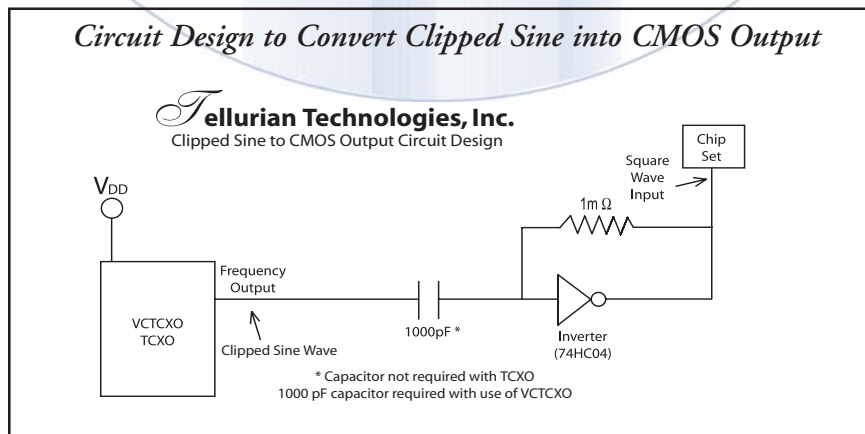 Circuit Design to Convert Clipped Sine into CMOS Output
Tellurian Technologies, Inc.
Clipped Sine to CMOS Output Circuit Design
Chip
Set
Square
Wave
Input
VDD
1m Ω
Frequency
Output
VCTCXO
TCXO
Clipped Sine Wave
1000pF *
Inverter
(74HC04)
* Capacitor not required with TCXO
1000 pF capacitor required with use of VCTCXO